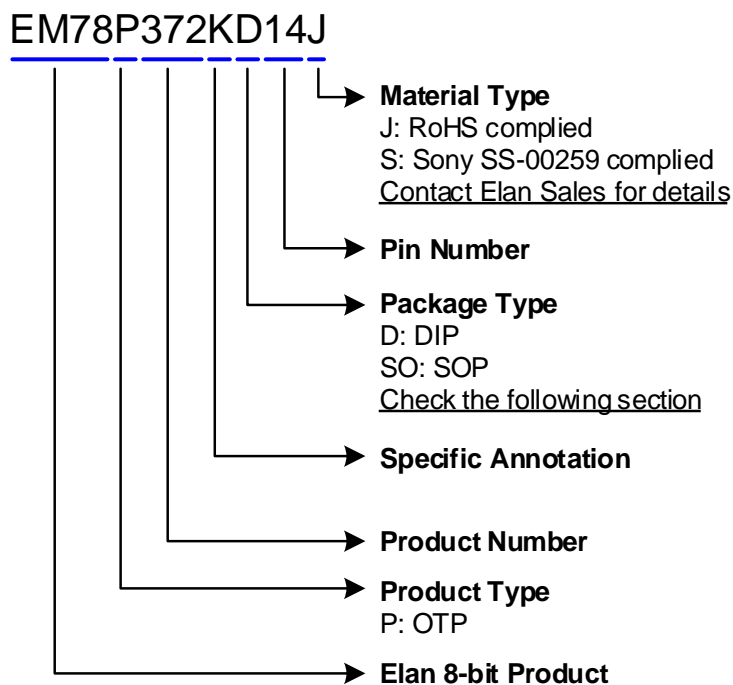 EM78P372KD14J
Material Type
J: RoHS complied
S: Sony SS-00259 complied
Contact Elan Sales for details
Pin Number
Package Type
D: DIP
SO: SOP
Check the following section
Specific Annotation
Product Number
Product Type
P: OTP
Elan 8-bit Product